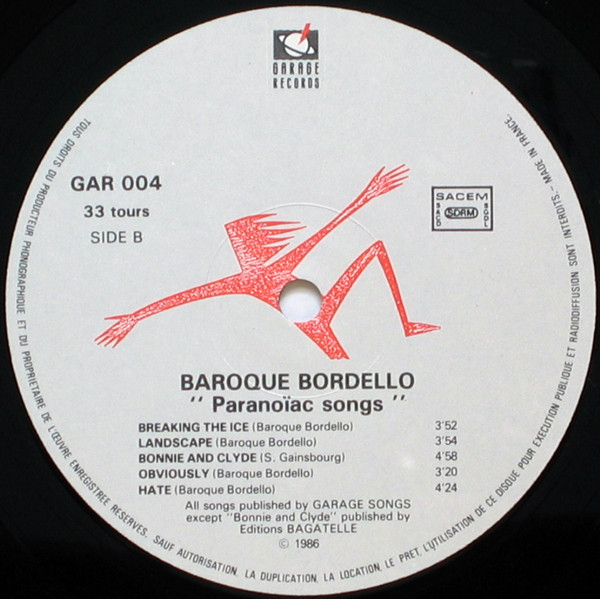 GARAGE
RECORDS
GAR 004
33 tours
SIDE B
SACEM
SACD
SDRM
SGDL
BAROQUE BORDELLO
" Paranoïac songs "
BREAKING THE ICE (Baroque Bordello) 3'52
LANDSCAPE (Baroque Bordello) 3'54
BONNIE AND CLYDE (S. Gainsbourg) 4'58
OBVIOUSLY (Baroque Bordello) 3'20
HATE (Baroque Bordello) 4'24
All songs published by GARAGE SONGS
except "Bonnie and Clyde" published by
Editions BAGATELLE
© 1986
TOUS DROITS DU PRODUCTEUR PHONOGRAPHIQUE ET DU PROPRIETAIRE DE L'ŒUVRE ENREGISTREE RESERVES. SAUF AUTORISATION, LA DUPLICATION, LA LOCATION, LE PRET, L'UTILISATION DE CE DISQUE POUR EXECUTION PUBLIQUE ET RADIODIFFUSION SONT INTERDITS. - MADE IN FRANCE.